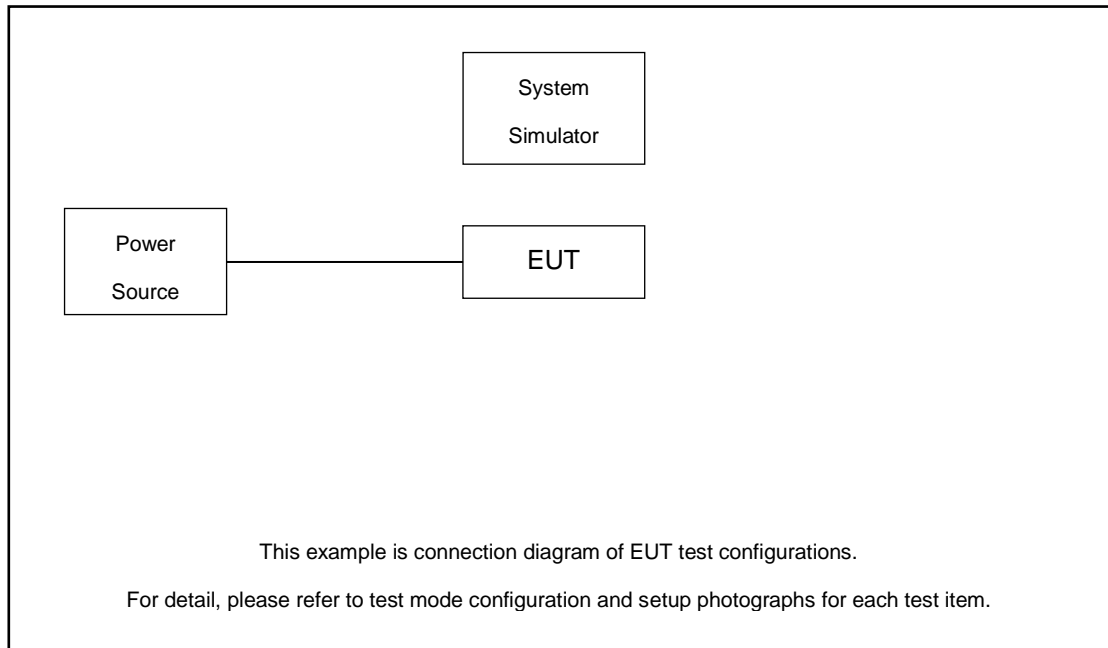 System
Simulator
Power
Source
EUT
This example is connection diagram of EUT test configurations.
For detail, please refer to test mode configuration and setup photographs for each test item.